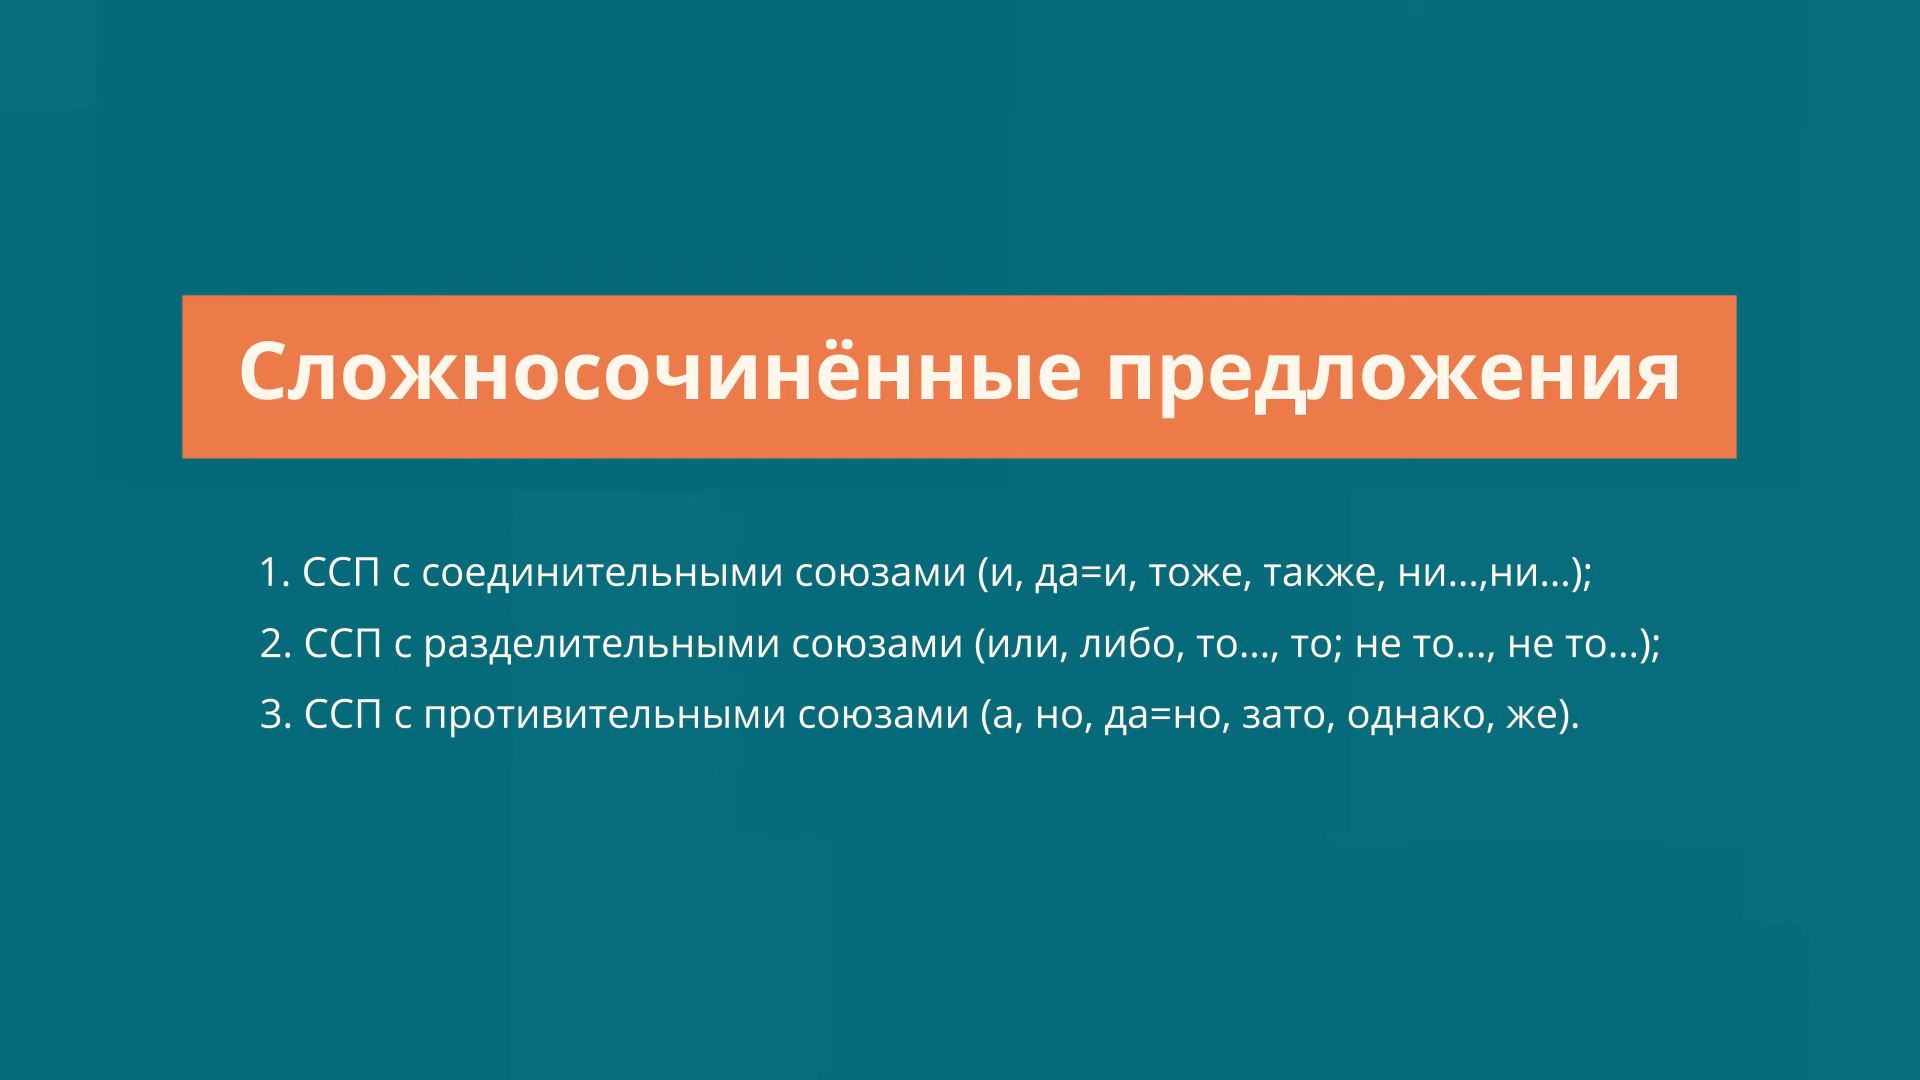 Сложносочинённые предложения
1. ССП с соединительными союзами (и, да=и, тоже, также, ни...,ни...);
2. ССП с разделительными союзами (или, либо, то..., то; не то..., не то...);
3. ССП с противительными союзами (а, но, да=но, зато, однако, же).